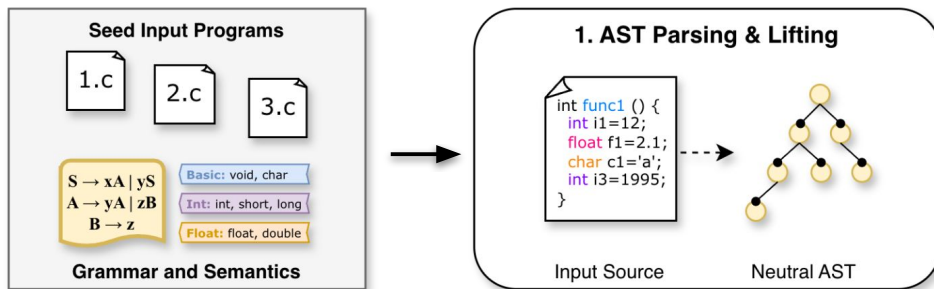 Seed Input Programs
1.c
2.c
3.c
S → xA | yS
A → yA | zB
B → z
Basic: void, char
Int: int, short, long
Float: float, double
Grammar and Semantics
1. AST Parsing & Lifting
int func1 () {
int i1=12;
float f1=2.1;
char c1='a';
int i3=1995;
}
Input Source
Neutral AST